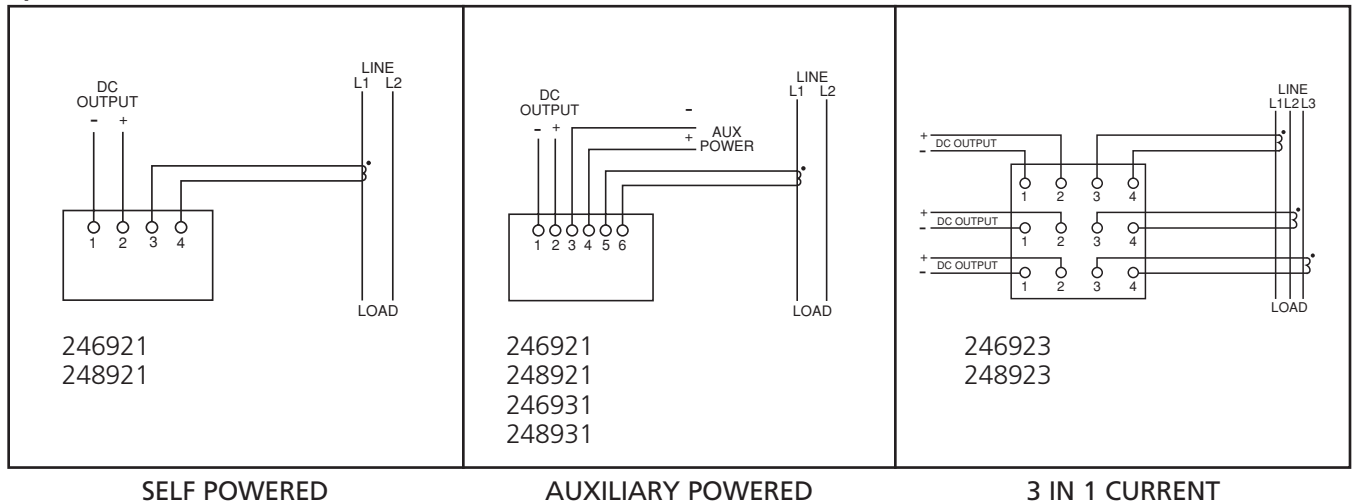 DC
OUTPUT
- +
LINE
L1 L2
1 2 3 4
LOAD
246921
248921
SELF POWERED
DC
OUTPUT
- +
-
+
AUX
POWER
LINE
L1 L2
1 2 3 4 5 6
LOAD
246921
248921
246931
248931
AUXILIARY POWERED
LINE
L1 L2 L3
+
- DC OUTPUT
1 2 3 4
+
- DC OUTPUT
1 2 3 4
+
- DC OUTPUT
1 2 3 4
LOAD
246923
248923
3 IN 1 CURRENT